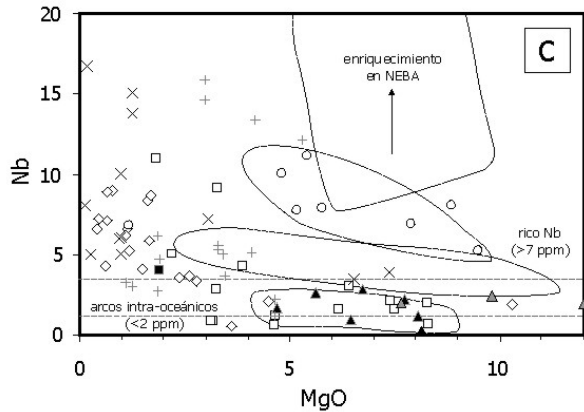 20
C
enriquecimiento
en NEBA
15
Nb
10
rico Nb
(>7 ppm)
5
arcos intra-oceánicos
(<2 ppm)
0
0
5
10
MgO